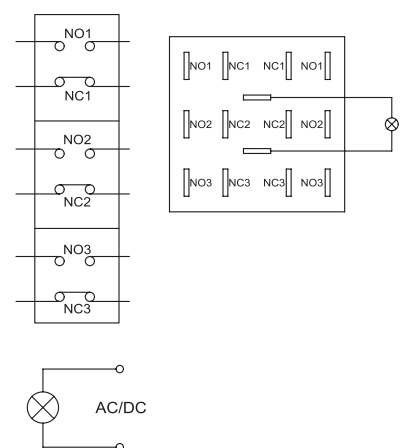 NO1
NC1
NO2
NC2
NO3
NC3
NO1 NC1 NC1 NO1
NO2 NC2 NC2 NO2
NO3 NC3 NC3 NO3
AC/DC